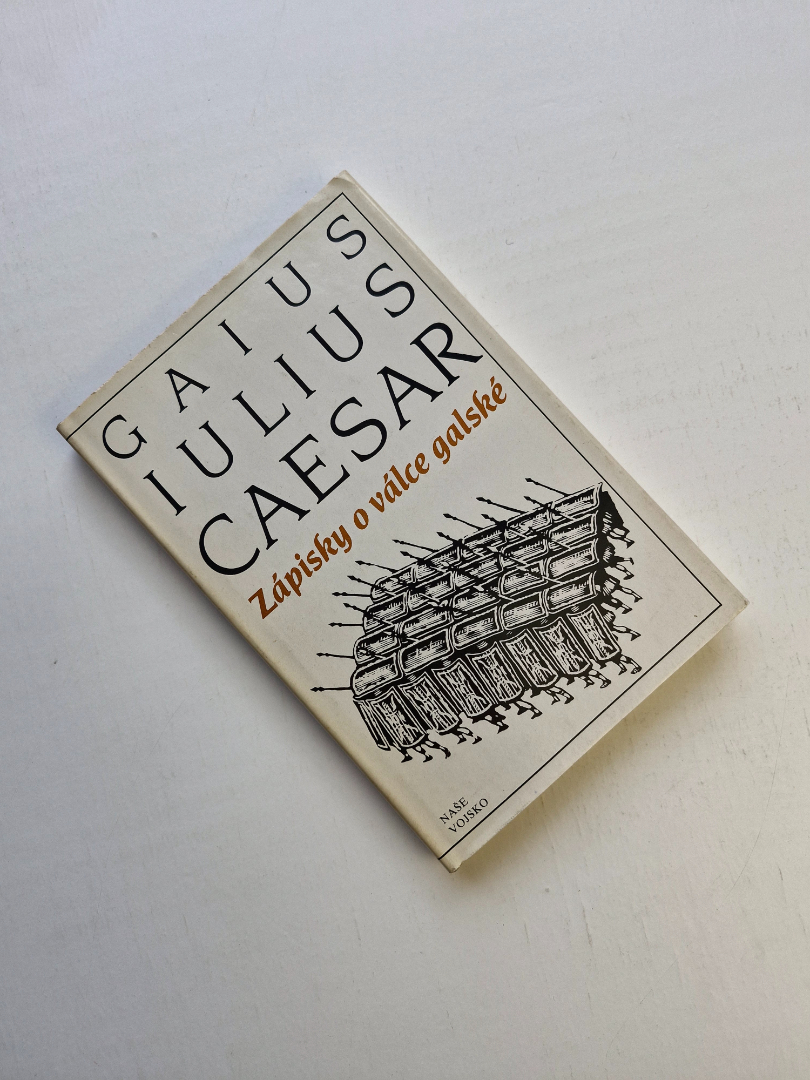 GAIUS
IULIUS
CAESAR
Zápisky o válce galské
NAŠE
VOJSKO